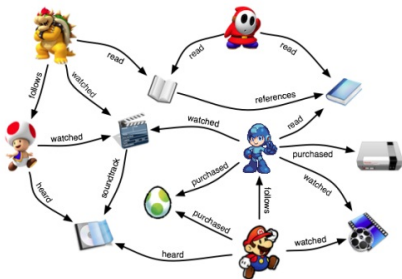 read
read
read
follows
watched
references
watched
watched
read
purchased
heard
soundtrack
purchased
watched
purchased
follows
heard
watched